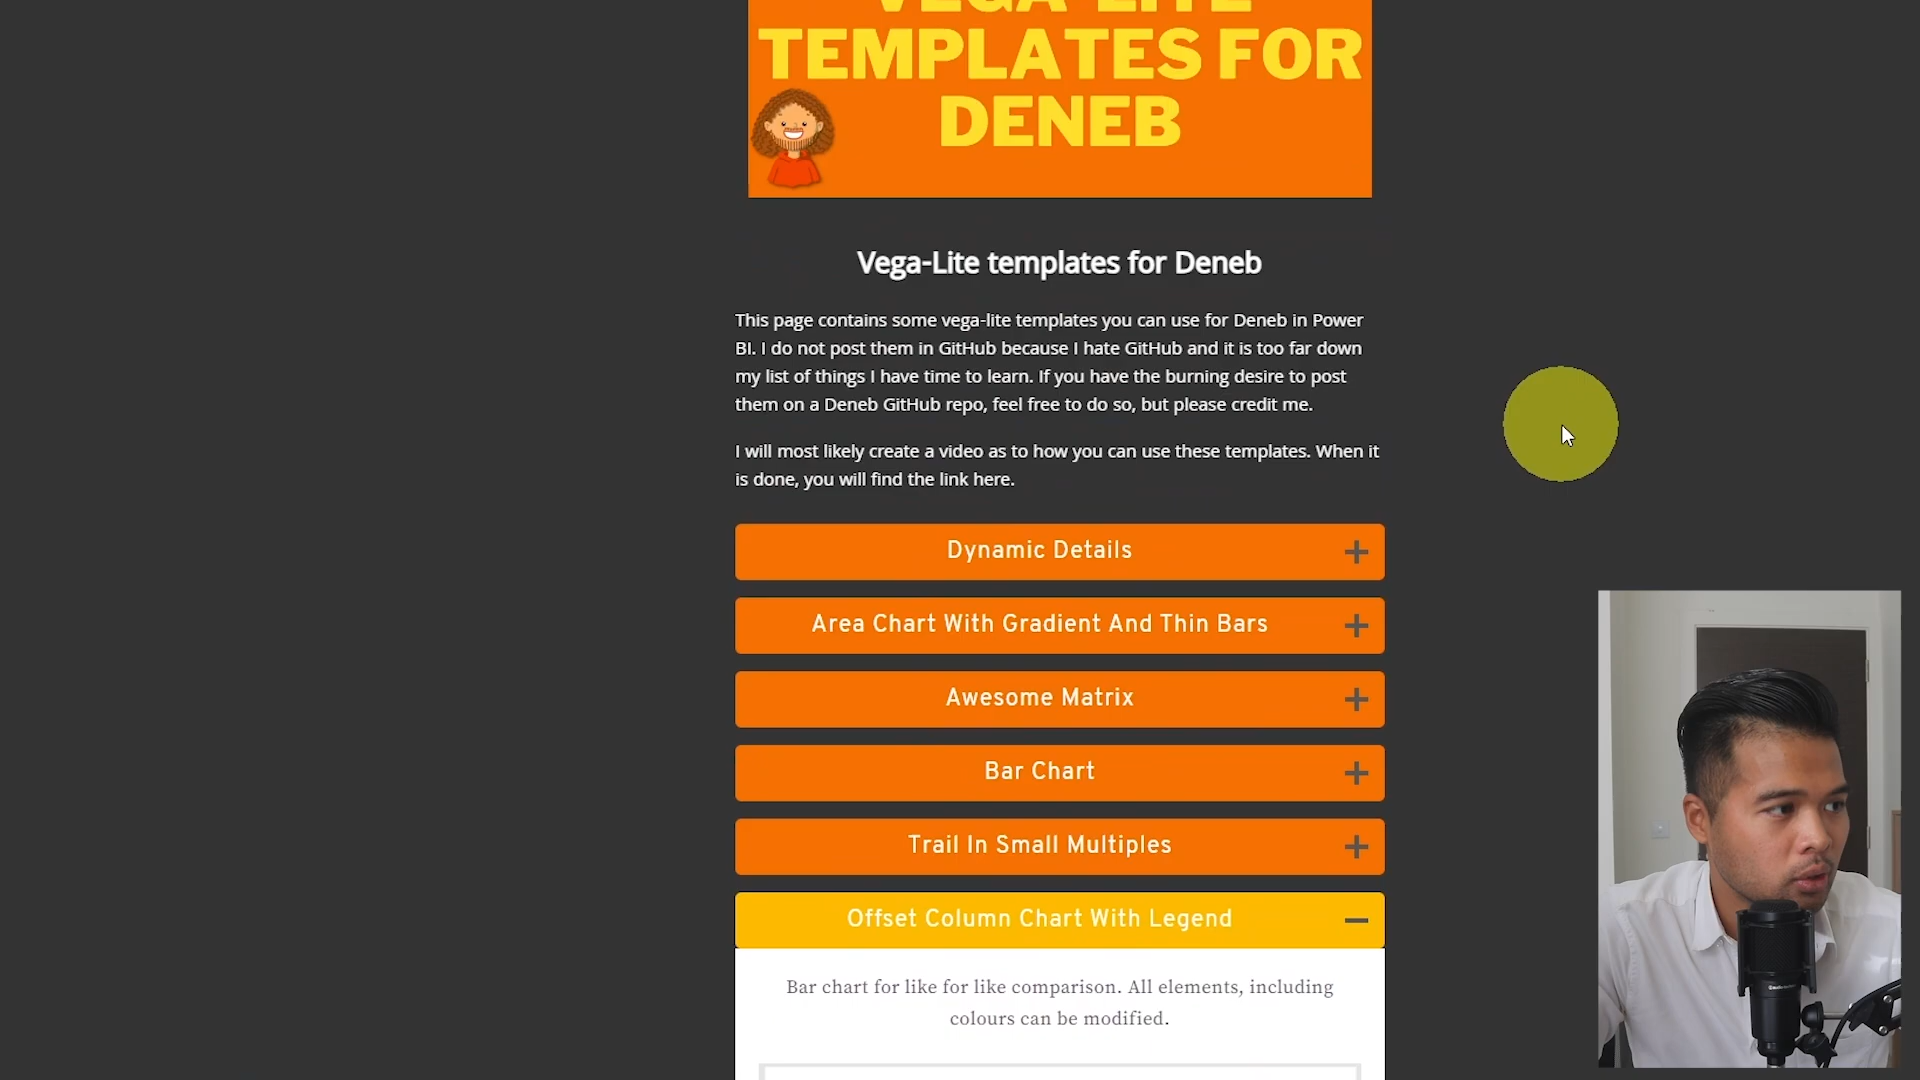 VEGA-LITE
TEMPLATES FOR
DENEB
Vega-Lite templates for Deneb
This page contains some vega-lite templates you can use for Deneb in Power
BI. I do not post them in GitHub because I hate GitHub and it is too far down
my list of things I have time to learn. If you have the burning desire to post
them on a Deneb GitHub repo, feel free to do so, but please credit me.
I will most likely create a video as to how you can use these templates. When it
is done, you will find the link here.
Dynamic Details
Area Chart With Gradient And Thin Bars
Awesome Matrix
Bar Chart
Trail In Small Multiples
Offset Column Chart With Legend
Bar chart for like for like comparison. All elements, including
colours can be modified.